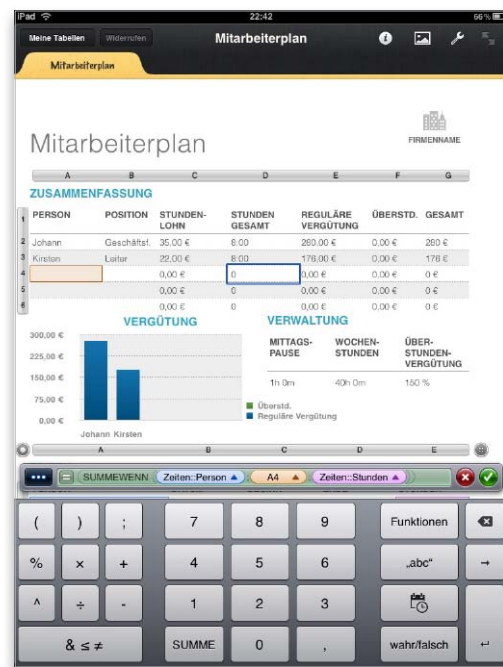 iPad 22:42 66 %
Meine Tabellen Widerrufen Mitarbeiterplan
Mitarbeiterplan
FIRMENNAME
Mitarbeiterplan
A B C D E F G
ZUSAMMENFASSUNG
1 PERSON POSITION STUNDEN-LOHN STUNDEN GESAMT REGULÄRE VERGÜTUNG ÜBERSTD. GESAMT
2 Johann Geschäftsf. 35,00 € 8:00 280,00 € 0,00 € 280 €
3 Kirsten Leiter 22,00 € 8:00 176,00 € 0,00 € 176 €
4 0,00 € 0 0,00 € 0,00 € 0 €
5 0,00 € 0 0,00 € 0,00 € 0 €
6 0,00 € 0 0,00 € 0,00 € 0 €
VERGÜTUNG
300,00 €
225,00 €
150,00 €
75,00 €
0,00 €
Johann Kirsten
Überstd.
Reguläre Vergütung
VERWALTUNG
MITTAGS-PAUSE WOCHEN-STUNDEN ÜBER-STUNDEN-VERGÜTUNG
1h 0m 40h 0m 150 %
A B C D E
= SUMMEWENN ( Zeiten::Person , A4 , Zeiten::Stunden )
( ) ; 7 8 9 Funktionen
% × + 4 5 6 „abc“ →
^ ÷ - 1 2 3
& ≤ ≠ SUMME 0 , wahr/falsch